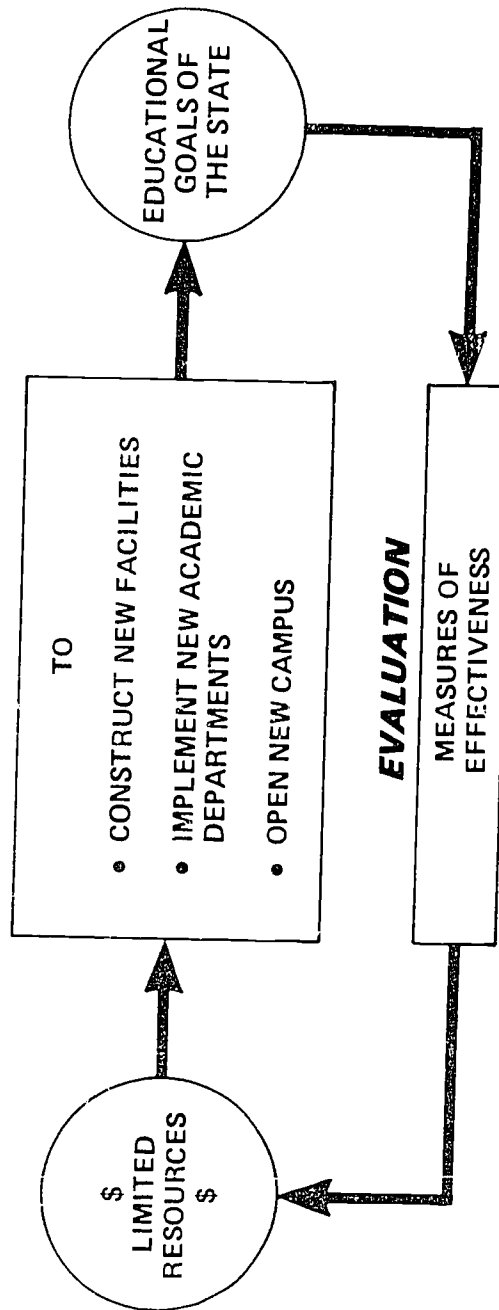 $
LIMITED
RESOURCES
$
TO
• CONSTRUCT NEW FACILITIES
• IMPLEMENT NEW ACADEMIC
DEPARTMENTS
• OPEN NEW CAMPUS
EDUCATIONAL
GOALS OF
THE STATE
EVALUATION
MEASURES OF
EFFECTIVENESS